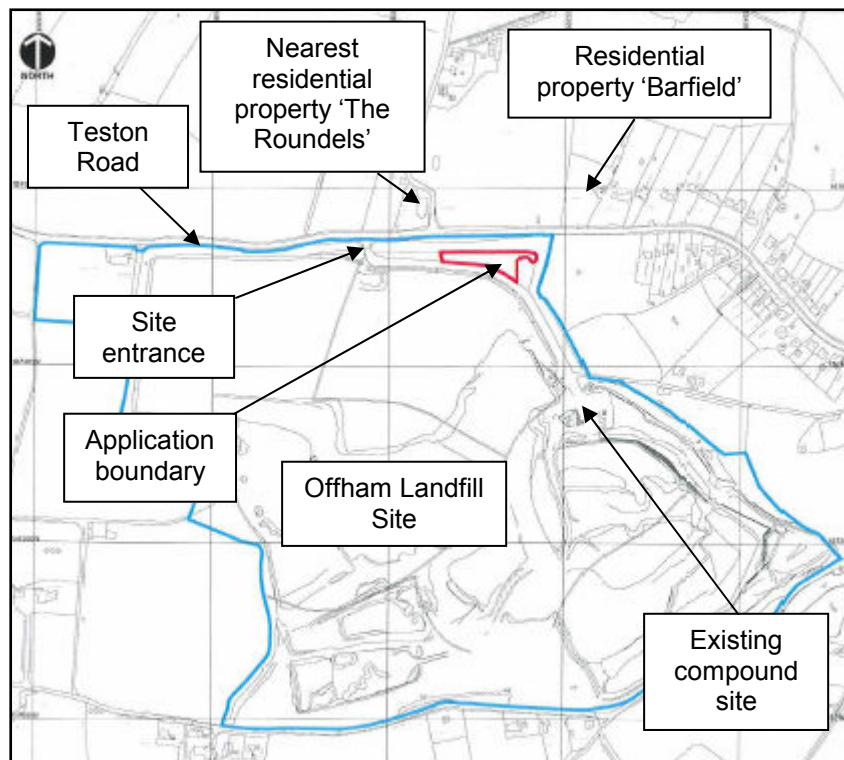 NORTH
Nearest
residential
property ‘The
Roundels’
Residential
property ‘Barfield’
Teston
Road
Site
entrance
Application
boundary
Offham Landfill
Site
Existing
compound
site